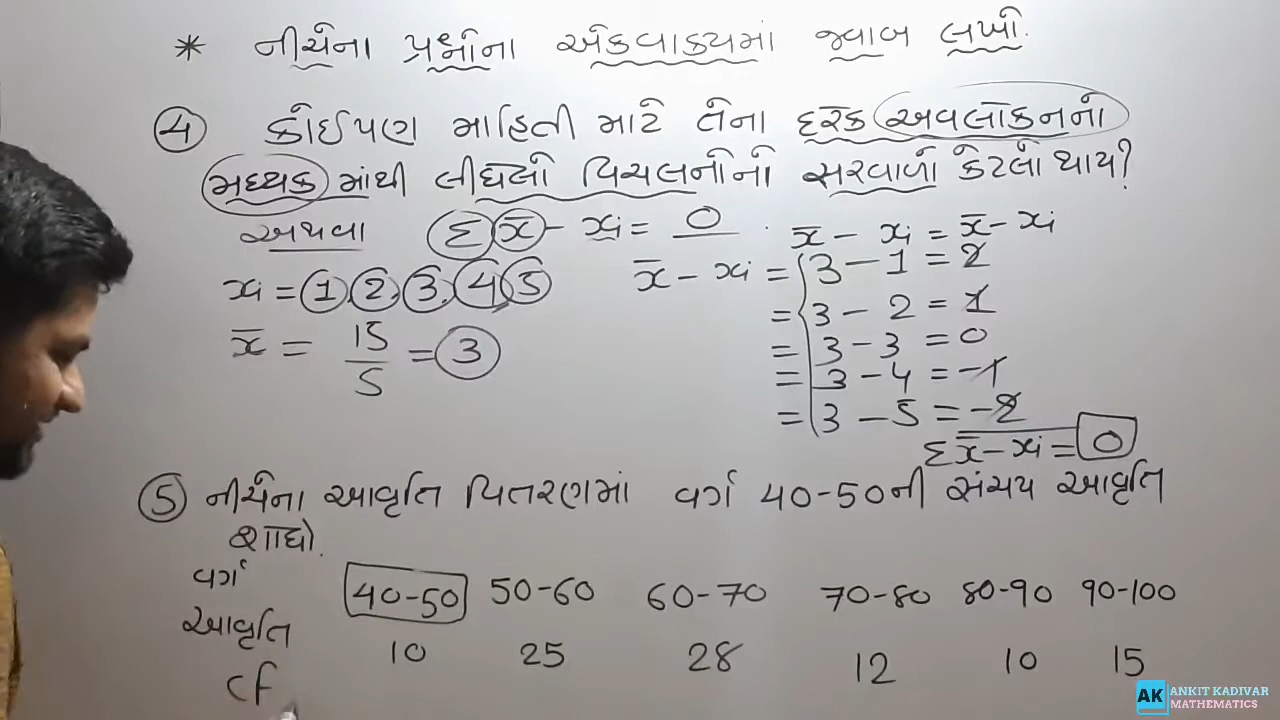 * નીચેના પ્રશ્નોના એકવાક્યમાં જવાબ લખો.
④ કોઈપણ માહિતી માટે તેના દરેક અવલોકનનો
મધ્યક માંથી લીધેલો વિચલનોનો સરવાળો કેટલો થાય?
અથવા Σx̄ - xi = 0
xi = 1, 2, 3, 4, 5
x̄ = 15/5 = 3
x̄ - xi = x̄ - xi
x̄ - xi = 3 - 1 = 2
= 3 - 2 = 1
= 3 - 3 = 0
= 3 - 4 = -1
= 3 - 5 = -2
Σx̄ - xi = 0
⑤ નીચેના આવૃતિ વિતરણમાં વર્ગ 40-50ની સંચય આવૃતિ
શોધો.
વર્ગ 40-50 50-60 60-70 70-80 80-90 90-100
આવૃતિ 10 25 28 12 10 15
cf
AK ANKIT KADIVAR
MATHEMATICS